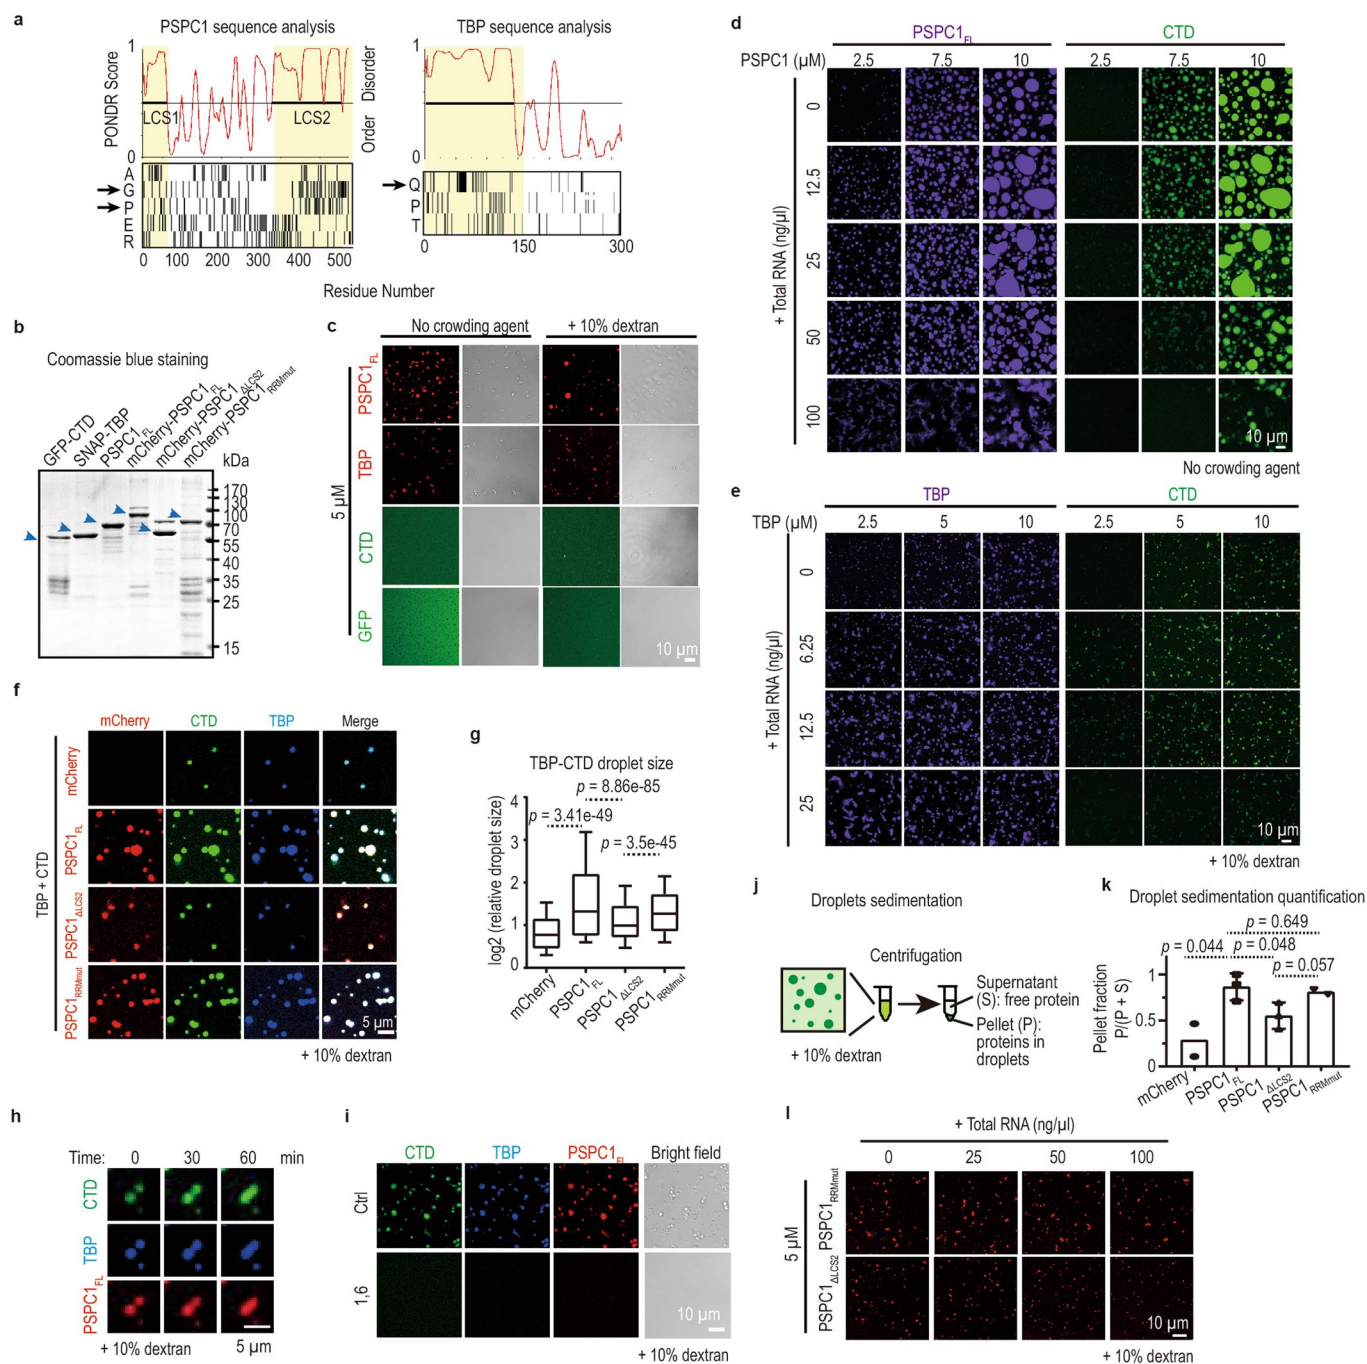 a
PSPC1 sequence analysis
TBP sequence analysis
PONDR Score
1
0
LCS1
LCS2
Order Disorder
1
0
A
G
P
E
R
0 100 200 300 400 500
Q
P
T
0 150 300
Residue Number
b
Coomassie blue staining
GFP-CTD
SNAP-TBP
PSPC1FL
mCherry-PSPC1FL
mCherry-PSPC1ΔLCS2
mCherry-PSPC1RRMmut
kDa
170
130
100
70
55
40
35
25
15
c
No crowding agent
+ 10% dextran
5 µM
PSPC1FL
TBP
CTD
GFP
10 µm
d
PSPC1FL
CTD
PSPC1 (µM) 2.5 7.5 10 2.5 7.5 10
+ Total RNA (ng/µl)
0
12.5
25
50
100
10 µm
No crowding agent
e
TBP
CTD
TBP (µM) 2.5 5 10 2.5 5 10
+ Total RNA (ng/µl)
0
6.25
12.5
25
10 µm
+ 10% dextran
f
mCherry CTD TBP Merge
TBP + CTD
mCherry
PSPC1FL
PSPC1ΔLCS2
PSPC1RRMmut
5 µm
+ 10% dextran
g
TBP-CTD droplet size
p = 8.86e-85
p = 3.41e-49
p = 3.5e-45
log2 (relative droplet size)
4
3
2
1
0
mCherry
PSPC1FL
PSPC1ΔLCS2
PSPC1RRMmut
h
Time: 0 30 60 min
CTD
TBP
PSPC1FL
+ 10% dextran
5 µm
i
CTD TBP PSPC1FL Bright field
Ctrl
1,6
10 µm
+ 10% dextran
j
Droplets sedimentation
Centrifugation
Supernatant
(S): free protein
Pellet (P):
proteins in
droplets
+ 10% dextran
k
Droplet sedimentation quantification
p = 0.649
p = 0.044
p = 0.048
p = 0.057
Pellet fraction
P/(P + S)
1
0.5
0
mCherry
PSPC1FL
PSPC1ΔLCS2
PSPC1RRMmut
l
+ Total RNA (ng/µl)
0 25 50 100
5 µM
PSPC1RRMmut
PSPC1ΔLCS2
10 µm
+ 10% dextran